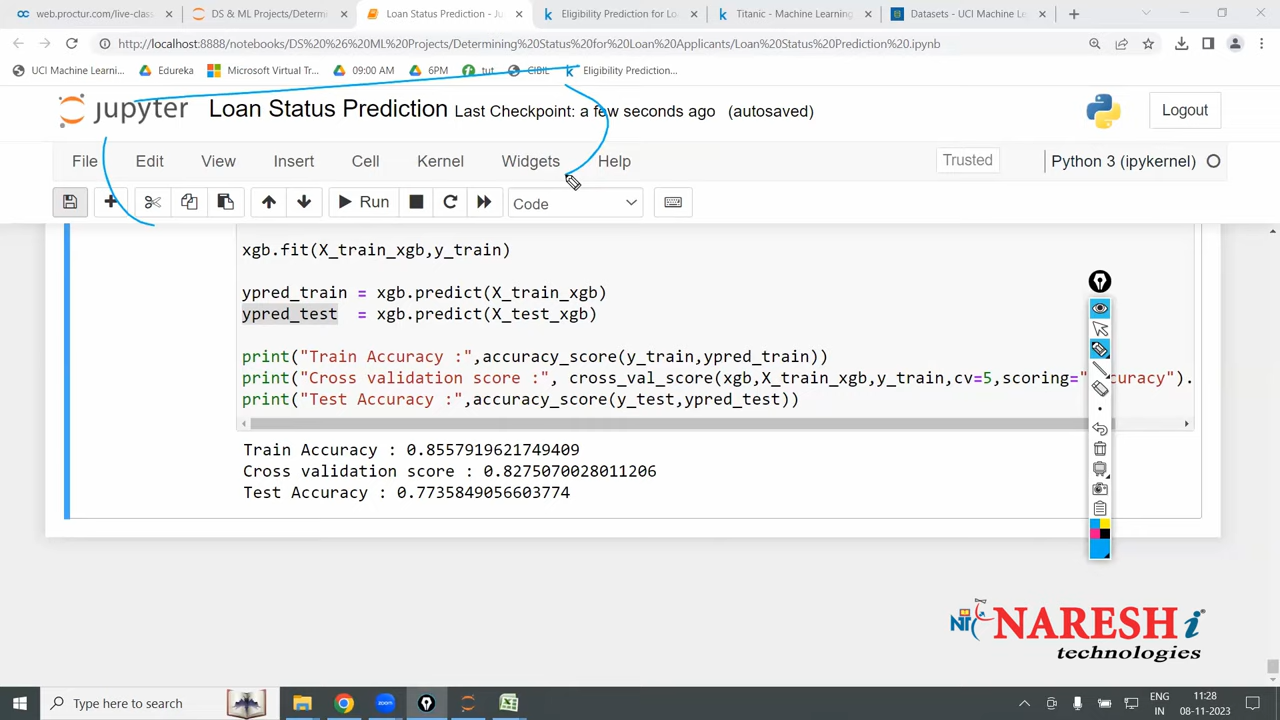 web.proctur.com/live-class
DS & ML Projects/Determi
Loan Status Prediction - Ju
Eligibility Prediction for Lo
Titanic - Machine Learning
Datasets - UCI Machine Le
http://localhost:8888/notebooks/DS%20%26%20ML%20Projects/Determining%20Status%20for%20Loan%20Applicants/Loan%20Status%20Prediction%20.ipynb
UCI Machine Learni...
Edureka
Microsoft Virtual Tr...
09:00 AM
6PM
tut
CIBIL
Eligibility Prediction...
jupyter Loan Status Prediction Last Checkpoint: a few seconds ago (autosaved)
Logout
File Edit View Insert Cell Kernel Widgets Help
Trusted
Python 3 (ipykernel)
Run
Code
xgb.fit(X_train_xgb,y_train)
ypred_train = xgb.predict(X_train_xgb)
ypred_test = xgb.predict(X_test_xgb)
print("Train Accuracy :",accuracy_score(y_train,ypred_train))
print("Cross validation score :", cross_val_score(xgb,X_train_xgb,y_train,cv=5,scoring=" curacy").
print("Test Accuracy :",accuracy_score(y_test,ypred_test))
Train Accuracy : 0.8557919621749409
Cross validation score : 0.8275070028011206
Test Accuracy : 0.7735849056603774
NARESH i
technologies
Type here to search
ENG
IN
11:28
08-11-2023